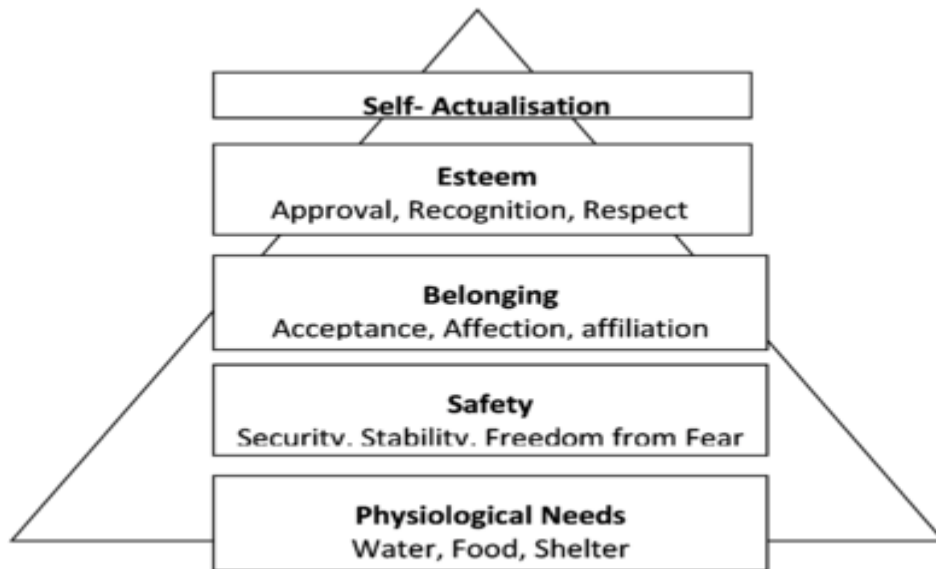 Self- Actualisation
Esteem
Approval, Recognition, Respect
Belonging
Acceptance, Affection, affiliation
Safety
Security, Stability, Freedom from Fear
Physiological Needs
Water, Food, Shelter